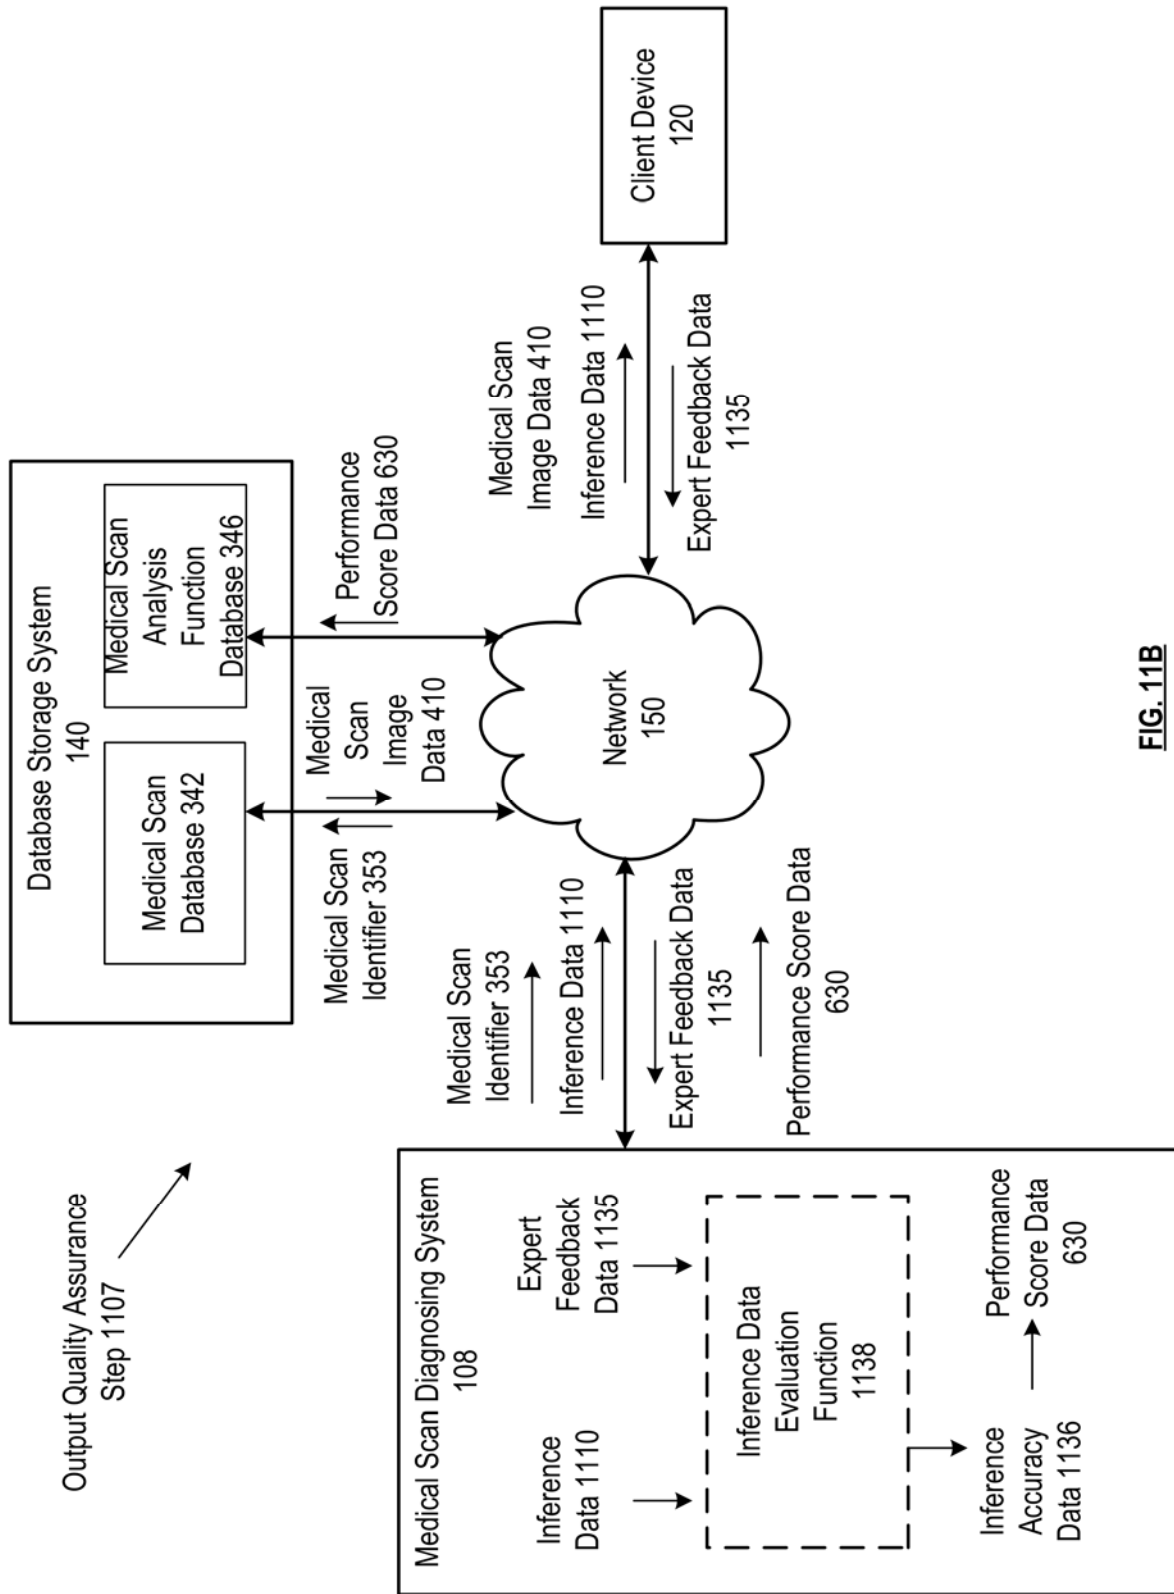 Output Quality Assurance
Step 1107
Database Storage System
140
Medical Scan
Database 342
Medical Scan
Analysis
Function
Database 346
Medical Scan
Identifier 353
Medical
Scan
Image
Data 410
Performance
Score Data 630
Medical Scan Diagnosing System
108
Inference
Data 1110
Expert
Feedback
Data 1135
Inference Data
Evaluation
Function
1138
Inference
Accuracy
Data 1136
Performance
Score Data
630
Medical Scan
Identifier 353
Inference Data 1110
Expert Feedback Data
1135
Performance Score Data
630
Network
150
Medical Scan
Image Data 410
Inference Data 1110
Expert Feedback Data
1135
Client Device
120
FIG. 11B